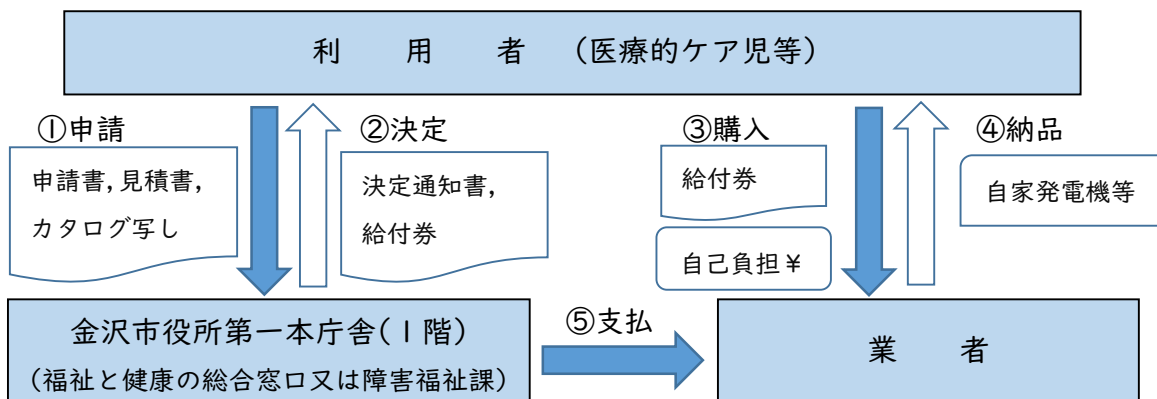 利 用 者 (医療的ケア児等)
①申請
申請書,見積書,
カタログ写し
②決定
決定通知書,
給付券
③購入
給付券
自己負担¥
④納品
自家発電機等
金沢市役所第一本庁舎(1階)
(福祉と健康の総合窓口又は障害福祉課)
⑤支払
業 者